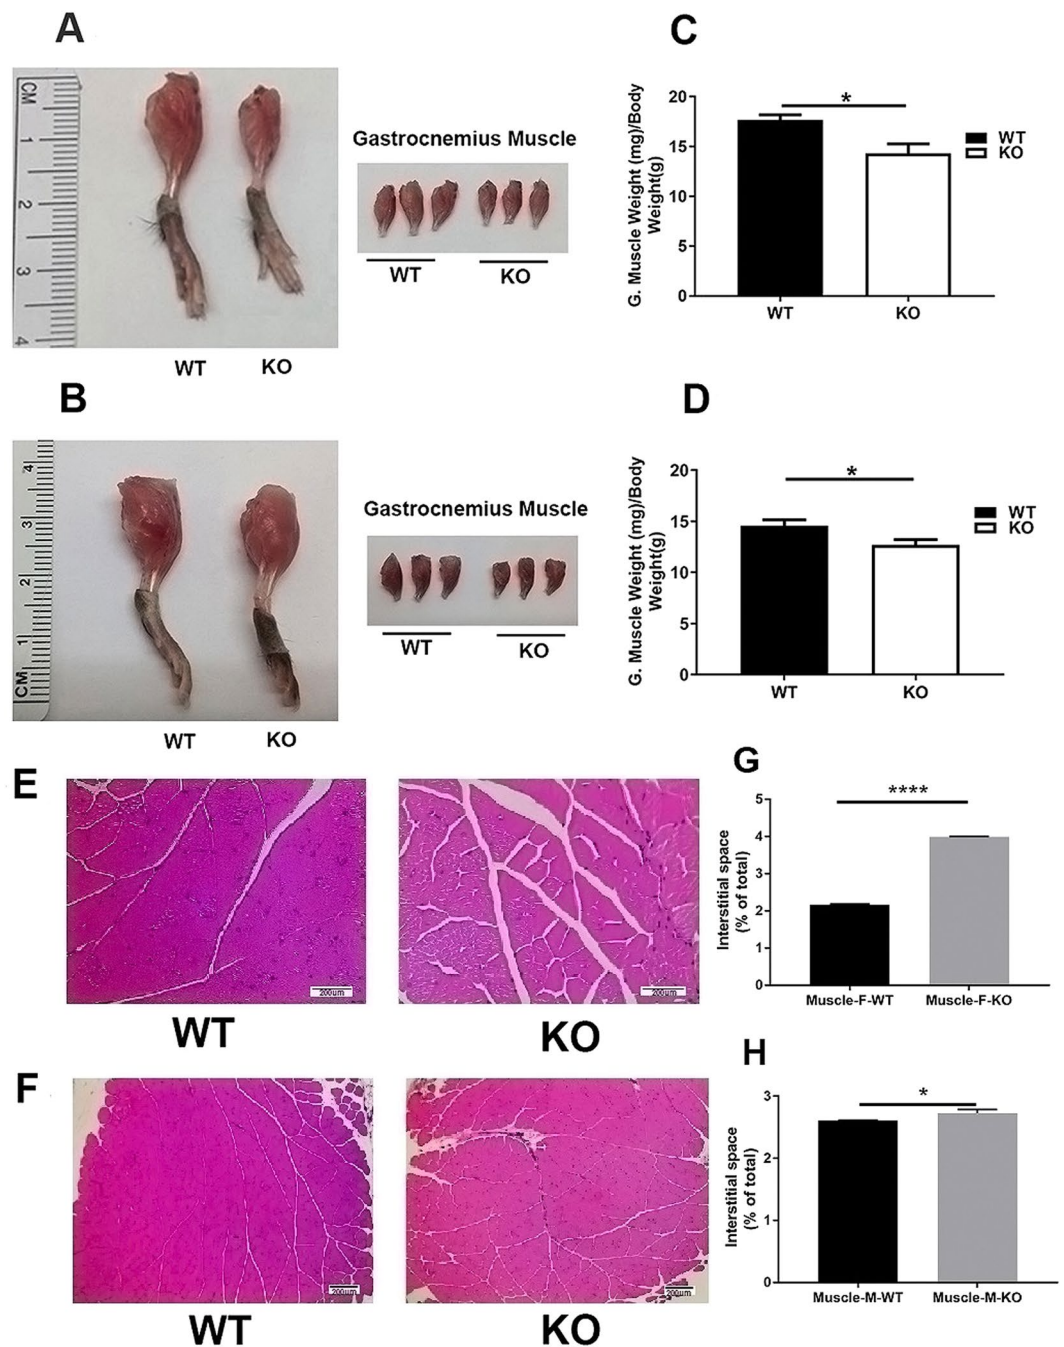 A
CM
1
2
3
4
WT
KO
Gastrocnemius Muscle
WT
KO
C
G. Muscle Weight (mg)/Body
Weight(g)
20
15
10
5
0
*
WT
KO
WT
KO
B
4
3
2
1
CM
WT
KO
Gastrocnemius Muscle
WT
KO
D
G. Muscle Weight (mg)/Body
Weight(g)
20
15
10
5
0
*
WT
KO
WT
KO
E
200um
WT
200um
KO
G
Interstitial space
(% of total)
5
4
3
2
1
0
****
Muscle-F-WT
Muscle-F-KO
F
200um
WT
200um
KO
H
Interstitial space
(% of total)
3
2
1
0
*
Muscle-M-WT
Muscle-M-KO